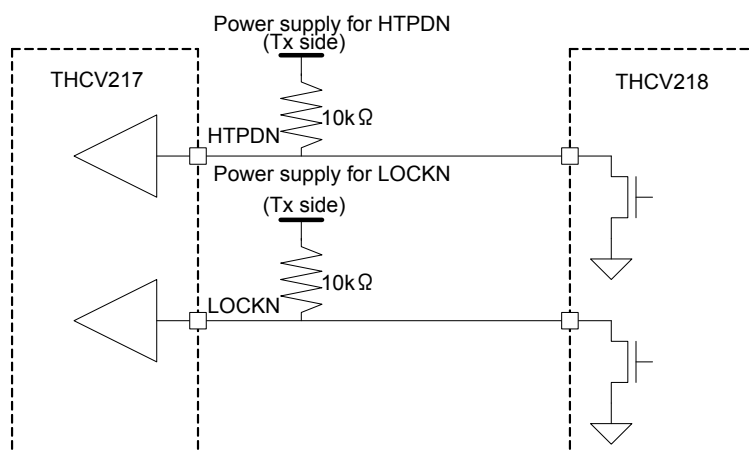 Power supply for HTPDN
(Tx side)
THCV217
THCV218
10kΩ
HTPDN
Power supply for LOCKN
(Tx side)
10kΩ
LOCKN